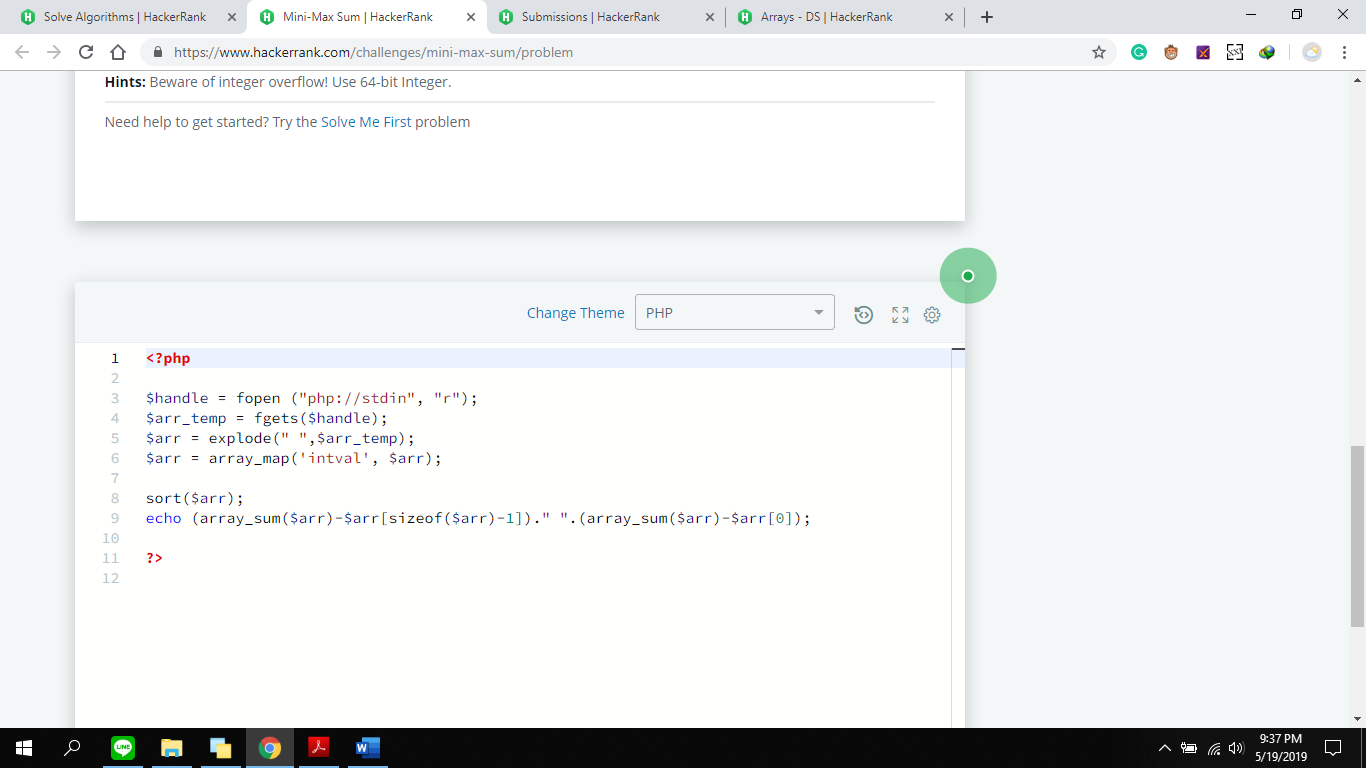 Solve Algorithms | HackerRank
Mini-Max Sum | HackerRank
Submissions | HackerRank
Arrays - DS | HackerRank
https://www.hackerrank.com/challenges/mini-max-sum/problem
Hints: Beware of integer overflow! Use 64-bit Integer.
Need help to get started? Try the Solve Me First problem
Change Theme PHP
1 <?php
2
3 $handle = fopen ("php://stdin", "r");
4 $arr_temp = fgets($handle);
5 $arr = explode(" ",$arr_temp);
6 $arr = array_map('intval', $arr);
7
8 sort($arr);
9 echo (array_sum($arr)-$arr[sizeof($arr)-1])." ".(array_sum($arr)-$arr[0]);
10
11 ?>
12
LINE
9:37 PM
5/19/2019